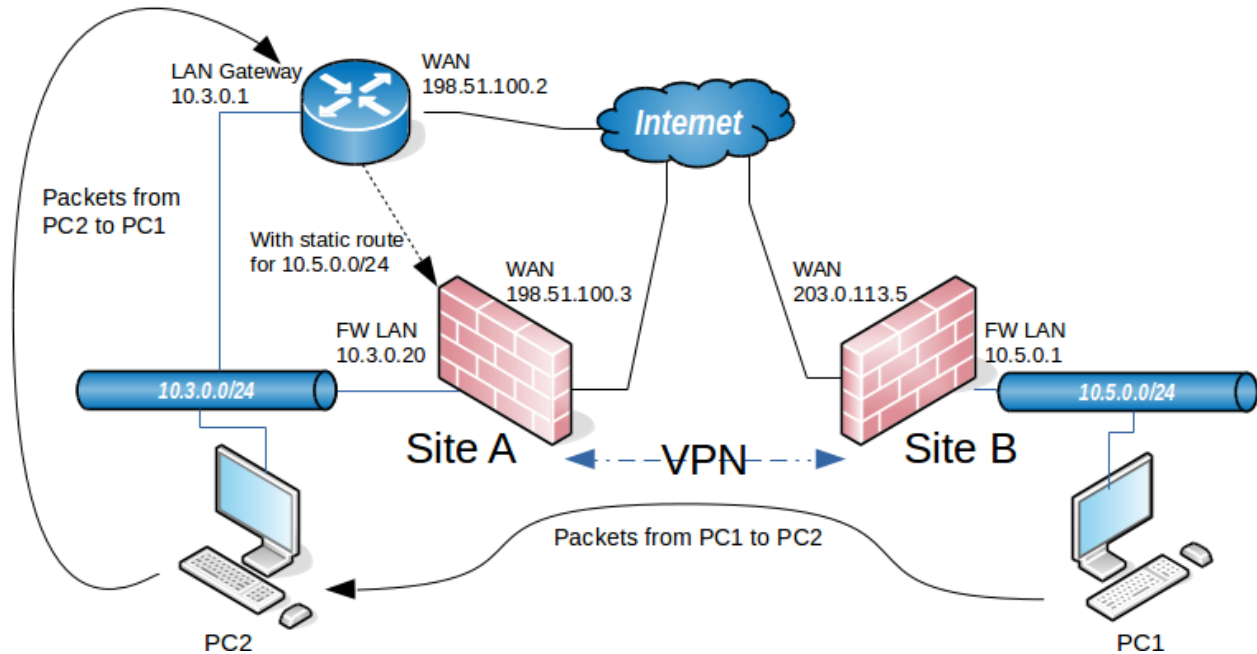 LAN Gateway
10.3.0.1
WAN
198.51.100.2
Internet
Packets from
PC2 to PC1
With static route
for 10.5.0.0/24
WAN
198.51.100.3
WAN
203.0.113.5
FW LAN
10.3.0.20
FW LAN
10.5.0.1
10.3.0.0/24
10.5.0.0/24
Site A
VPN
Site B
Packets from PC1 to PC2
PC2
PC1